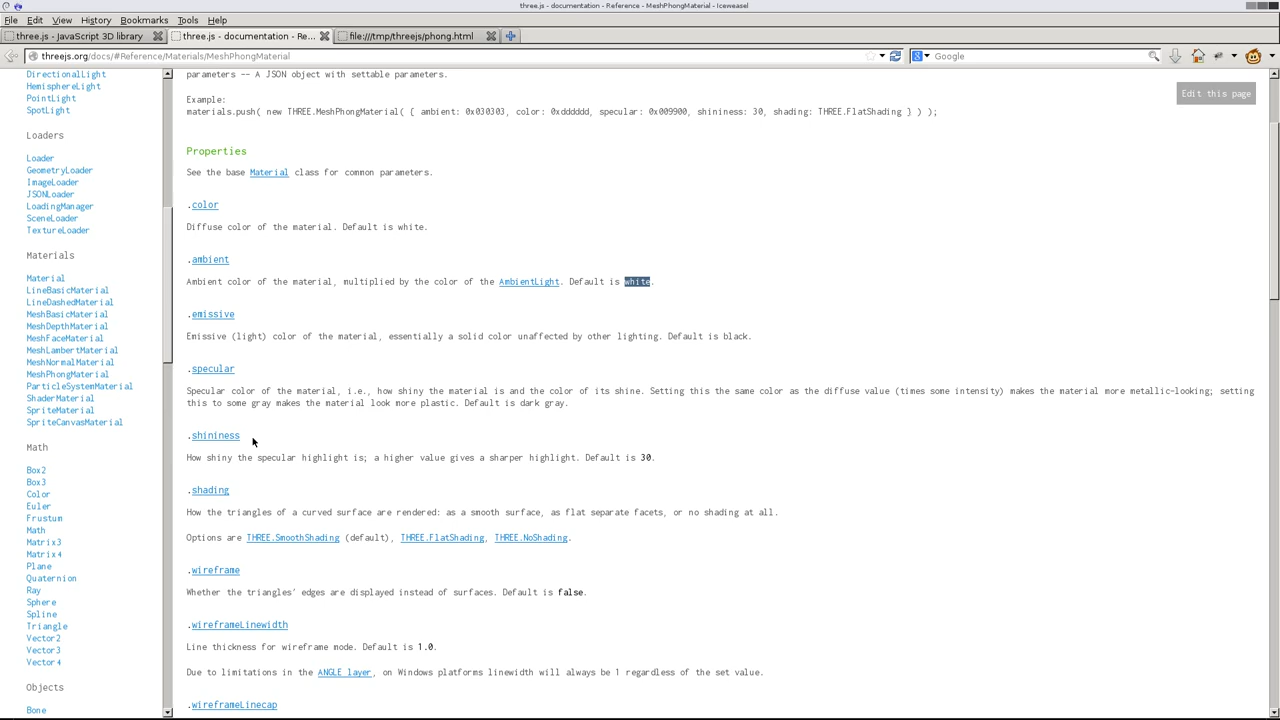 three.js - documentation - Reference - MeshPhongMaterial - Iceweasel
File Edit View History Bookmarks Tools Help
three.js - JavaScript 3D library
three.js - documentation - Re...
file:///tmp/threejs/phong.html
threejs.org/docs/#Reference/Materials/MeshPhongMaterial
Google
DirectionalLight
HemisphereLight
PointLight
SpotLight
Loaders
Loader
GeometryLoader
ImageLoader
JSONLoader
LoadingManager
SceneLoader
TextureLoader
Materials
Material
LineBasicMaterial
LineDashedMaterial
MeshBasicMaterial
MeshDepthMaterial
MeshFaceMaterial
MeshLambertMaterial
MeshNormalMaterial
MeshPhongMaterial
ParticleSystemMaterial
ShaderMaterial
SpriteMaterial
SpriteCanvasMaterial
Math
Box2
Box3
Color
Euler
Frustum
Math
Matrix3
Matrix4
Plane
Quaternion
Ray
Sphere
Spline
Triangle
Vector2
Vector3
Vector4
Objects
Bone
parameters -- A JSON object with settable parameters.
Edit this page
Example:
materials.push( new THREE.MeshPhongMaterial( { ambient: 0x030303, color: 0xdddddd, specular: 0x009900, shininess: 30, shading: THREE.FlatShading } ) );
Properties
See the base Material class for common parameters.
.color
Diffuse color of the material. Default is white.
.ambient
Ambient color of the material, multiplied by the color of the AmbientLight. Default is white.
.emissive
Emissive (light) color of the material, essentially a solid color unaffected by other lighting. Default is black.
.specular
Specular color of the material, i.e., how shiny the material is and the color of its shine. Setting this the same color as the diffuse value (times some intensity) makes the material more metallic-looking; setting
this to some gray makes the material look more plastic. Default is dark gray.
.shininess
How shiny the specular highlight is; a higher value gives a sharper highlight. Default is 30.
.shading
How the triangles of a curved surface are rendered: as a smooth surface, as flat separate facets, or no shading at all.
Options are THREE.SmoothShading (default), THREE.FlatShading, THREE.NoShading.
.wireframe
Whether the triangles' edges are displayed instead of surfaces. Default is false.
.wireframeLinewidth
Line thickness for wireframe mode. Default is 1.0.
Due to limitations in the ANGLE layer, on Windows platforms linewidth will always be 1 regardless of the set value.
.wireframeLinecap